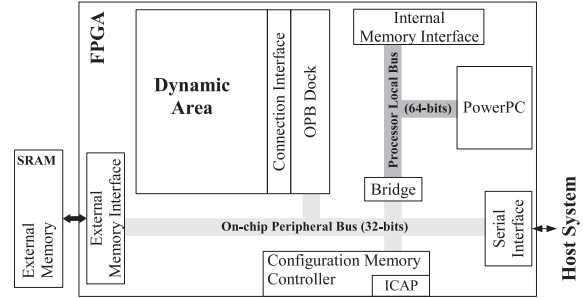 FPGA
Dynamic
Area
Connection Interface
OPB Dock
Internal
Memory Interface
Processor Local Bus
(64-bits)
PowerPC
Bridge
SRAM
External
Memory
External
Memory Interface
On-chip Peripheral Bus (32-bits)
Serial
Interface
Host System
Configuration Memory
Controller
ICAP